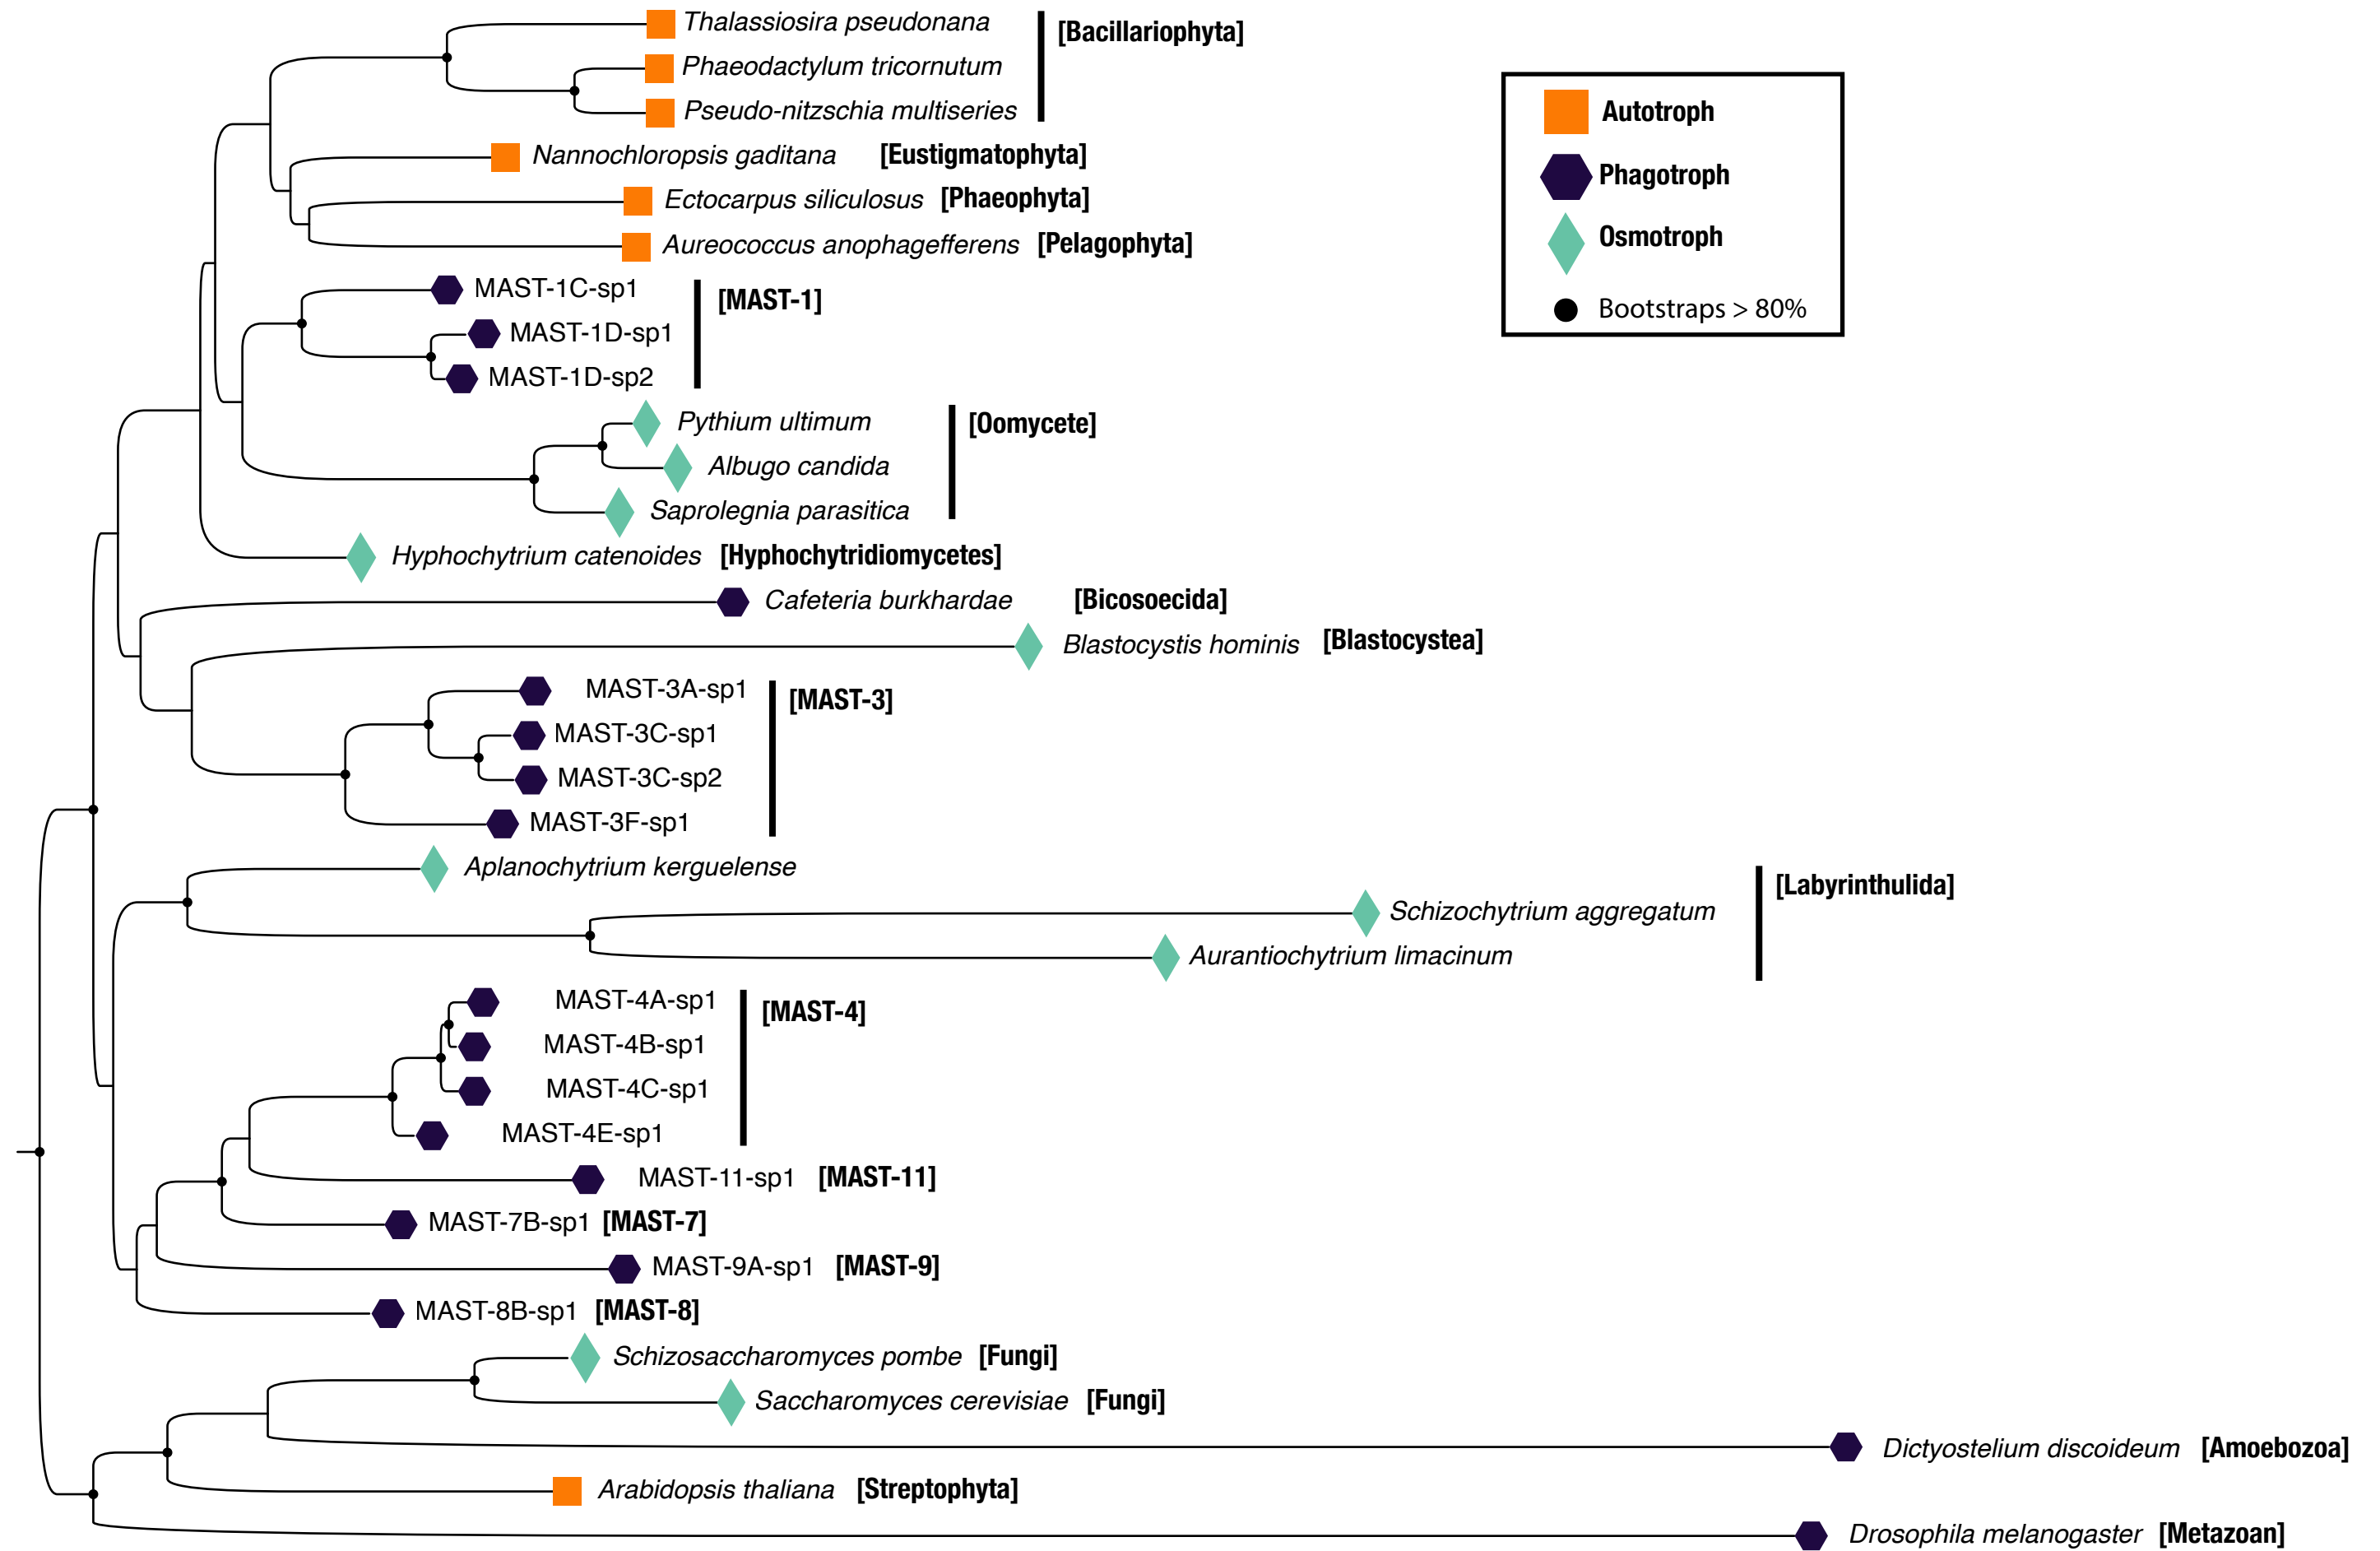 Thalassiosira pseudonana
[Bacillariophyta]
Phaeodactylum tricornutum
Pseudo-nitzschia multiseries
Autotroph
Phagotroph
Osmotroph
Bootstraps > 80%
Nannochloropsis gaditana [Eustigmatophyta]
Ectocarpus siliculosus [Phaeophyta]
Aureococcus anophagefferens [Pelagophyta]
MAST-1C-sp1
[MAST-1]
MAST-1D-sp1
MAST-1D-sp2
Pythium ultimum
[Oomycete]
Albugo candida
Saprolegnia parasitica
Hyphochytrium catenoides [Hyphochytridiomycetes]
Cafeteria burkhardae [Bicosoecida]
Blastocystis hominis [Blastocystea]
MAST-3A-sp1
[MAST-3]
MAST-3C-sp1
MAST-3C-sp2
MAST-3F-sp1
Aplanochytrium kerguelense
[Labyrinthulida]
Schizochytrium aggregatum
Aurantiochytrium limacinum
MAST-4A-sp1
[MAST-4]
MAST-4B-sp1
MAST-4C-sp1
MAST-4E-sp1
MAST-11-sp1 [MAST-11]
MAST-7B-sp1 [MAST-7]
MAST-9A-sp1 [MAST-9]
MAST-8B-sp1 [MAST-8]
Schizosaccharomyces pombe [Fungi]
Saccharomyces cerevisiae [Fungi]
Dictyostelium discoideum [Amoebozoa]
Arabidopsis thaliana [Streptophyta]
Drosophila melanogaster [Metazoan]